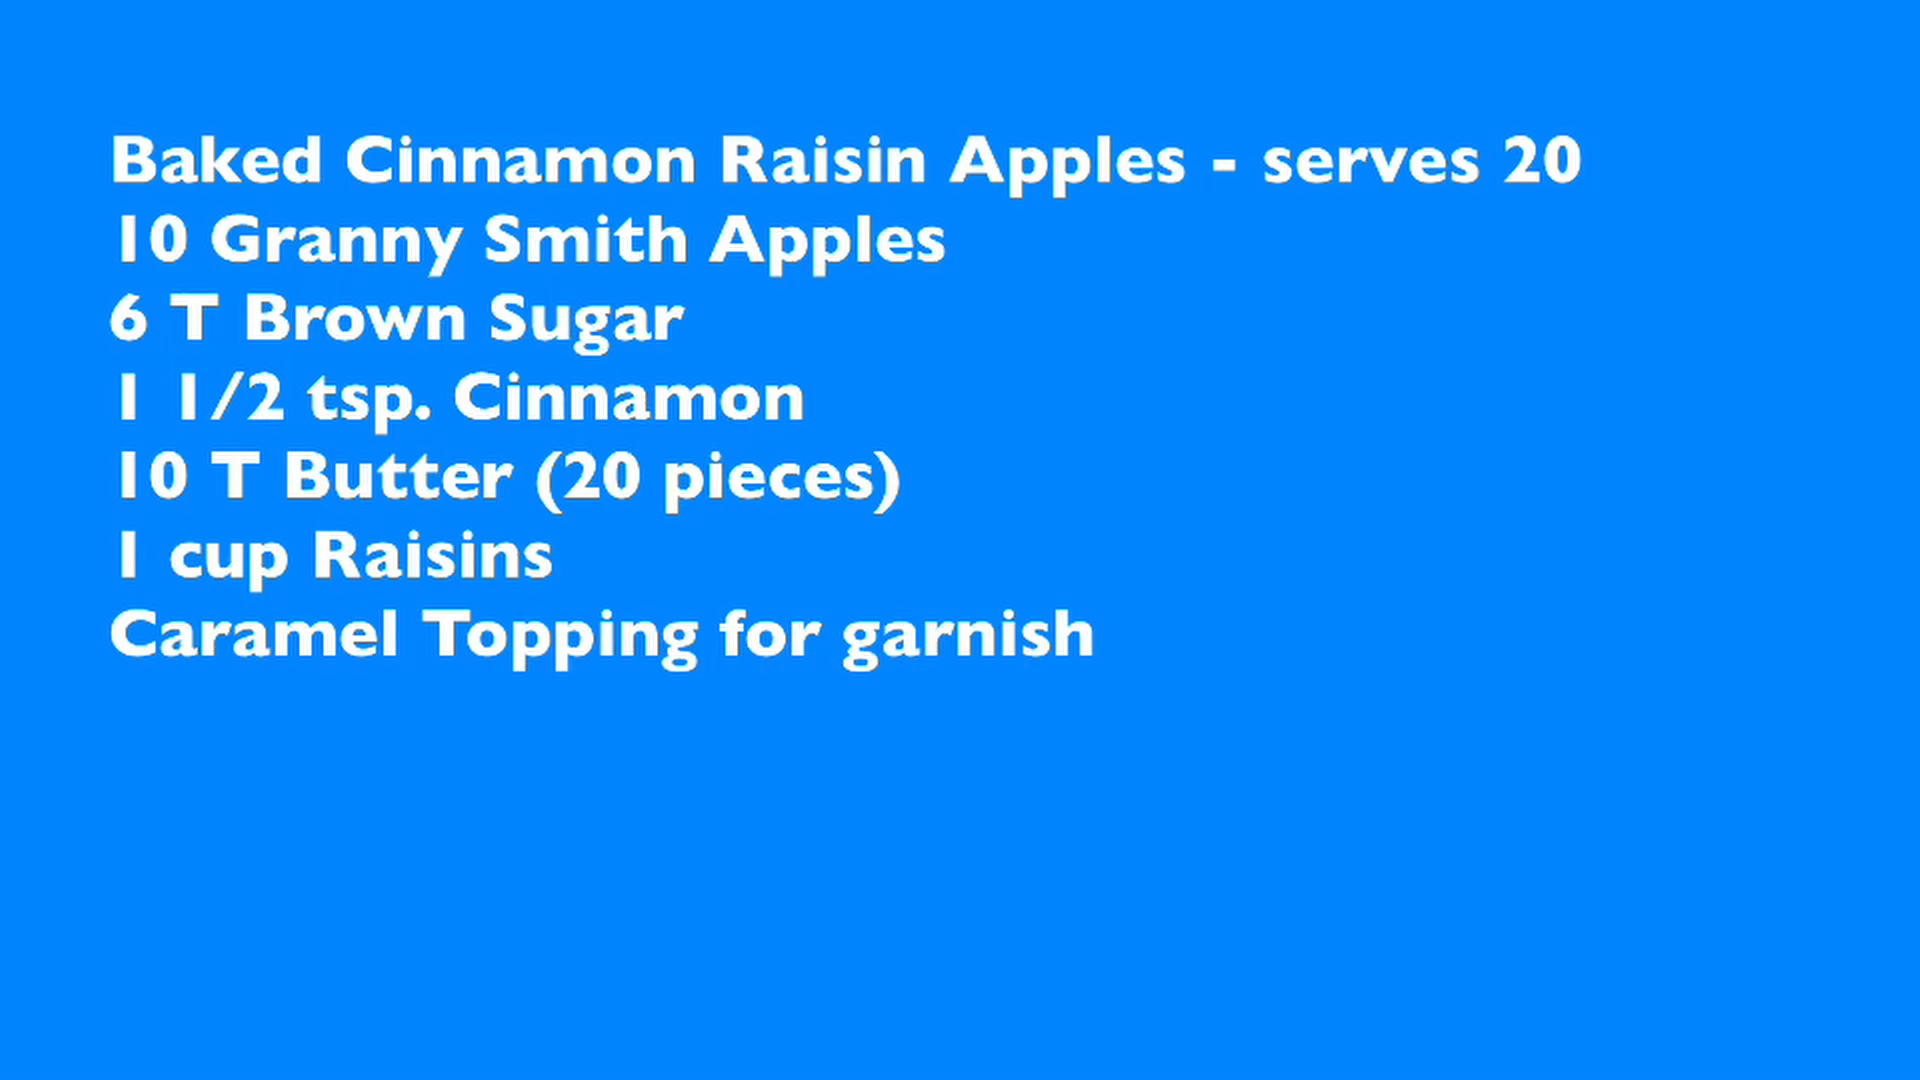 Baked Cinnamon Raisin Apples - serves 20
10 Granny Smith Apples
6 T Brown Sugar
1 1/2 tsp. Cinnamon
10 T Butter (20 pieces)
1 cup Raisins
Caramel Topping for garnish